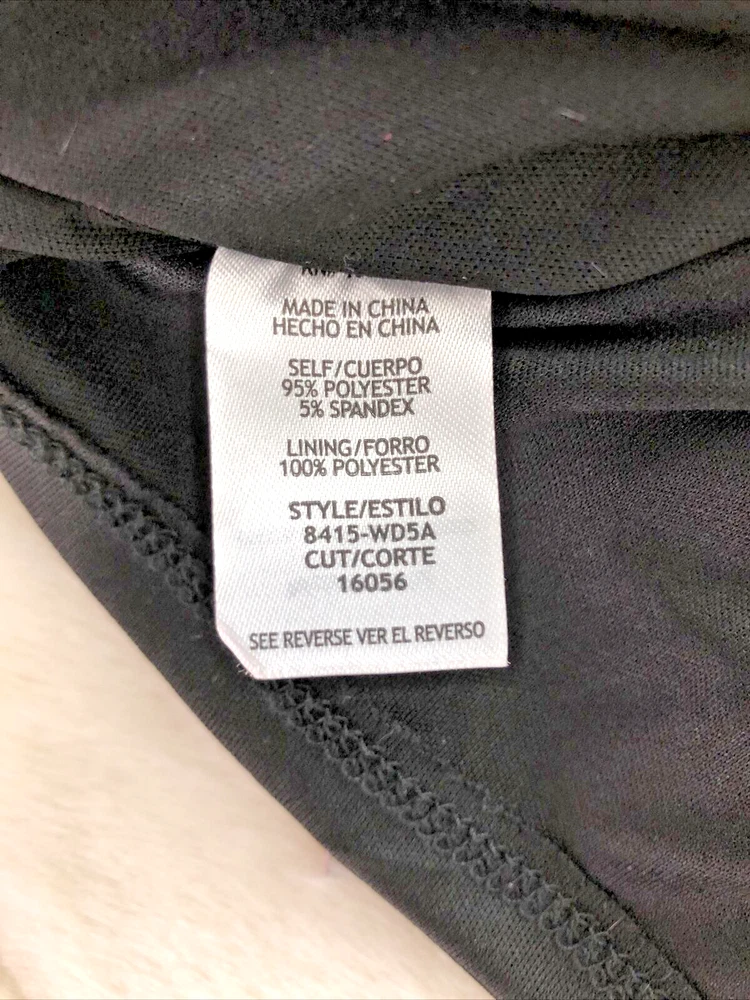 MADE IN CHINA
HECHO EN CHINA
SELF/CUERPO
95% POLYESTER
5% SPANDEX
LINING/FORRO
100% POLYESTER
STYLE/ESTILO
8415-WD5A
CUT/CORTE
16056
SEE REVERSE VER EL REVERSO